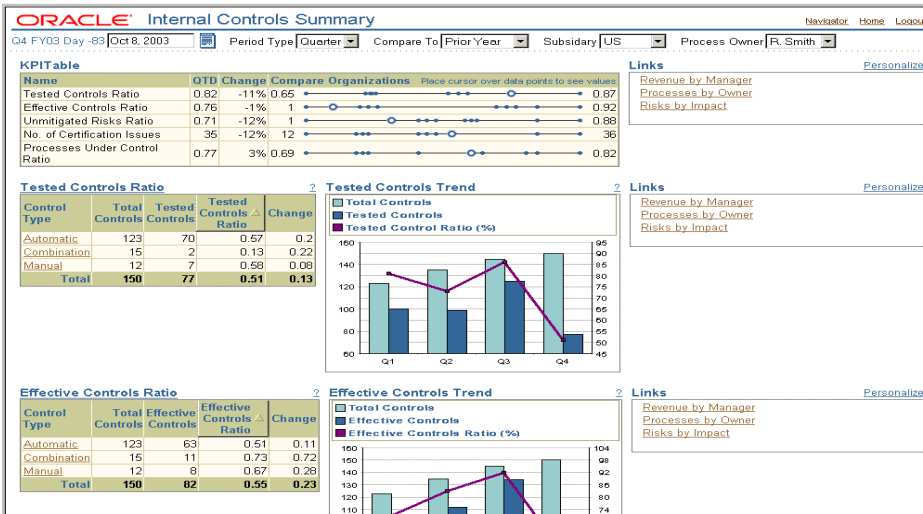 ORACLE Internal Controls Summary
Navigator Home Logou
Q4 FY03 Day -83 Oct 8, 2003 Period Type Quarter Compare To Prior Year Subsidary US Process Owner R. Smith
KPITable
Name QTD Change Compare Organizations Place cursor over data points to see values
Tested Controls Ratio 0.82 -11% 0.65 0.87
Effective Controls Ratio 0.76 -1% 1 0.92
Unmitigated Risks Ratio 0.71 -12% 1 0.88
No. of Certification Issues 35 -12% 12 36
Processes Under Control Ratio 0.77 3% 0.69 0.82
Links Personalize
Revenue by Manager
Processes by Owner
Risks by Impact
Tested Controls Ratio ?
Control Type Total Controls Tested Controls Tested Controls Ratio Change
Automatic 123 70 0.57 0.2
Combination 15 2 0.13 0.22
Manual 12 7 0.58 0.08
Total 150 77 0.51 0.13
Tested Controls Trend ?
Total Controls
Tested Controls
Tested Control Ratio (%)
160 95
90
140 85
80
120 75
70
100 65
60
80 55
50
60 45
Q1 Q2 Q3 Q4
Links Personalize
Revenue by Manager
Processes by Owner
Risks by Impact
Effective Controls Ratio ?
Control Type Total Controls Effective Controls Effective Controls Ratio Change
Automatic 123 63 0.51 0.11
Combination 15 11 0.73 0.72
Manual 12 8 0.67 0.28
Total 150 82 0.55 0.23
Effective Controls Trend ?
Total Controls
Effective Controls
Effective Controls Ratio (%)
160 104
150 98
140 92
130 86
120 80
110 74
Links Personalize
Revenue by Manager
Processes by Owner
Risks by Impact